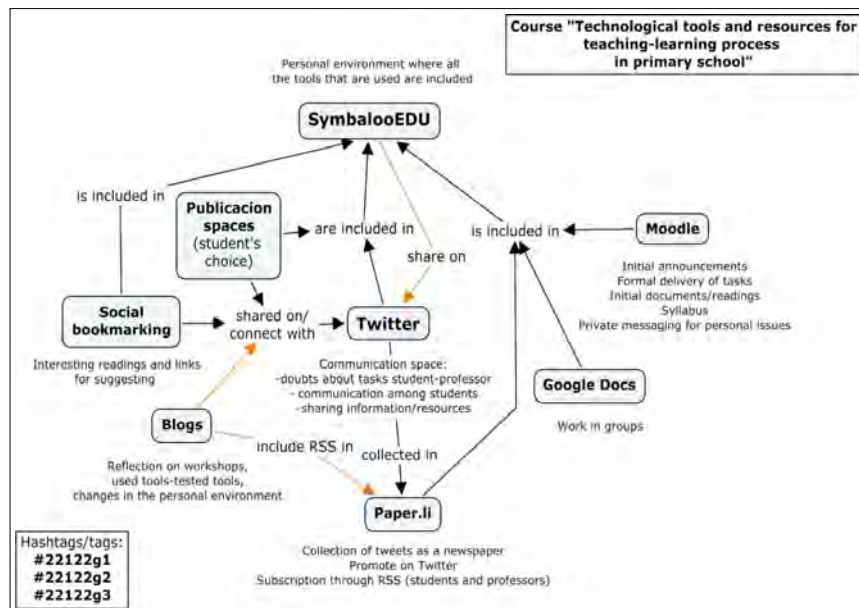 Course "Technological tools and resources for
teaching-learning process
in primary school"
Personal environment where all
the tools that are used are included
SymbalooEDU
is included in
Publicacion
spaces
(student's
choice)
are included in
is included in
Moodle
share on
Initial announcements
Formal delivery of tasks
Initial documents/readings
Syllabus
Private messaging for personal issues
Social
bookmarking
shared on/
connect with
Twitter
Interesting readings and links
for suggesting
Communication space:
-doubts about tasks student-professor
- communication among students
-sharing information/resources
Google Docs
Work in groups
Blogs
include RSS in
collected in
Reflection on workshops,
used tools-tested tools,
changes in the personal environment
Paper.li
Collection of tweets as a newspaper
Promote on Twitter
Subscription through RSS (students and professors)
Hashtags/tags:
#22122g1
#22122g2
#22122g3